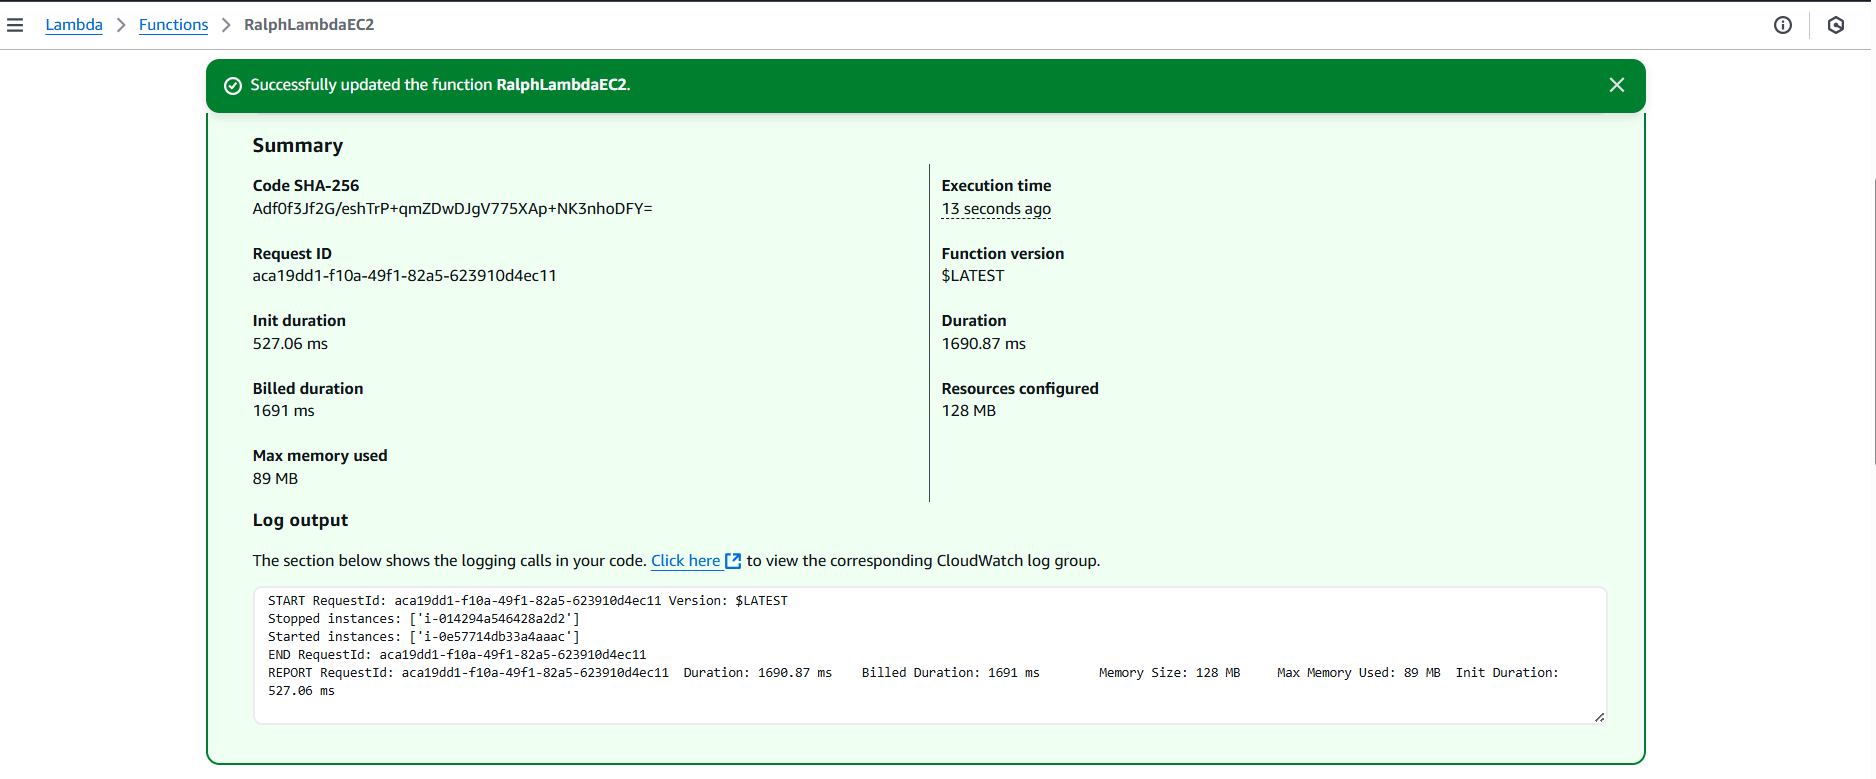 Lambda > Functions > RalphLambdaEC2
Successfully updated the function RalphLambdaEC2.
Summary
Code SHA-256
Adf0f3Jf2G/eshTrP+qmZDwDJgV775XAp+NK3nhoDFY=
Execution time
13 seconds ago
Request ID
aca19dd1-f10a-49f1-82a5-623910d4ec11
Function version
$LATEST
Init duration
527.06 ms
Duration
1690.87 ms
Billed duration
1691 ms
Resources configured
128 MB
Max memory used
89 MB
Log output
The section below shows the logging calls in your code. Click here to view the corresponding CloudWatch log group.
START RequestId: aca19dd1-f10a-49f1-82a5-623910d4ec11 Version: $LATEST
Stopped instances: ['i-014294a546428a2d2']
Started instances: ['i-0e57714db33a4aaac']
END RequestId: aca19dd1-f10a-49f1-82a5-623910d4ec11
REPORT RequestId: aca19dd1-f10a-49f1-82a5-623910d4ec11  Duration: 1690.87 ms    Billed Duration: 1691 ms        Memory Size: 128 MB     Max Memory Used: 89 MB  Init Duration:
527.06 ms